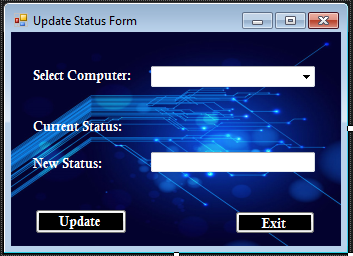 Update Status Form
Select Computer:
Current Status:
New Status:
Update Exit